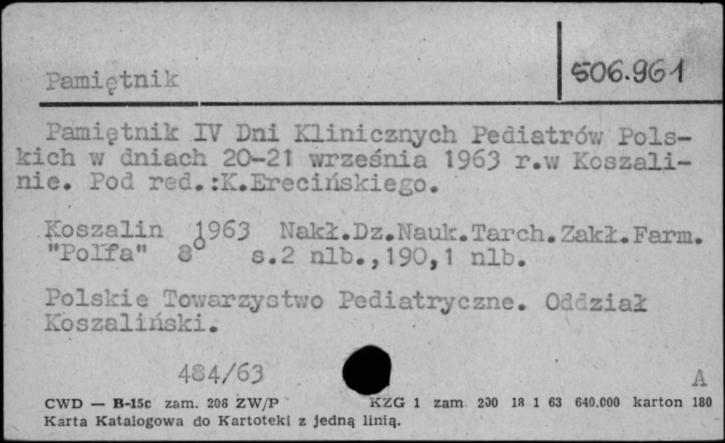 Pamiętnik
506.961
Pamiętnik IV Dni Klinicznych Pediatrów Pols-
kich w dniach 20-21 września 1963 r.w Koszali-
nie. Pod red.:K.Erecińskiego.
Koszalin 1963 Nakł.Dz.Nauk.Tarch.Zakł.Farm.
"Polfa" 8° s.2 nlb.,190,1 nlb.
Polskie Towarzystwo Pediatryczne. Oddział
Koszaliński.
484/63
A
CWD — B-15c zam. 206 ZW/P KZG 1 zam. 200 18 1 63 640.000 karton 180
Karta Katalogowa do Kartoteki z jedną linią.